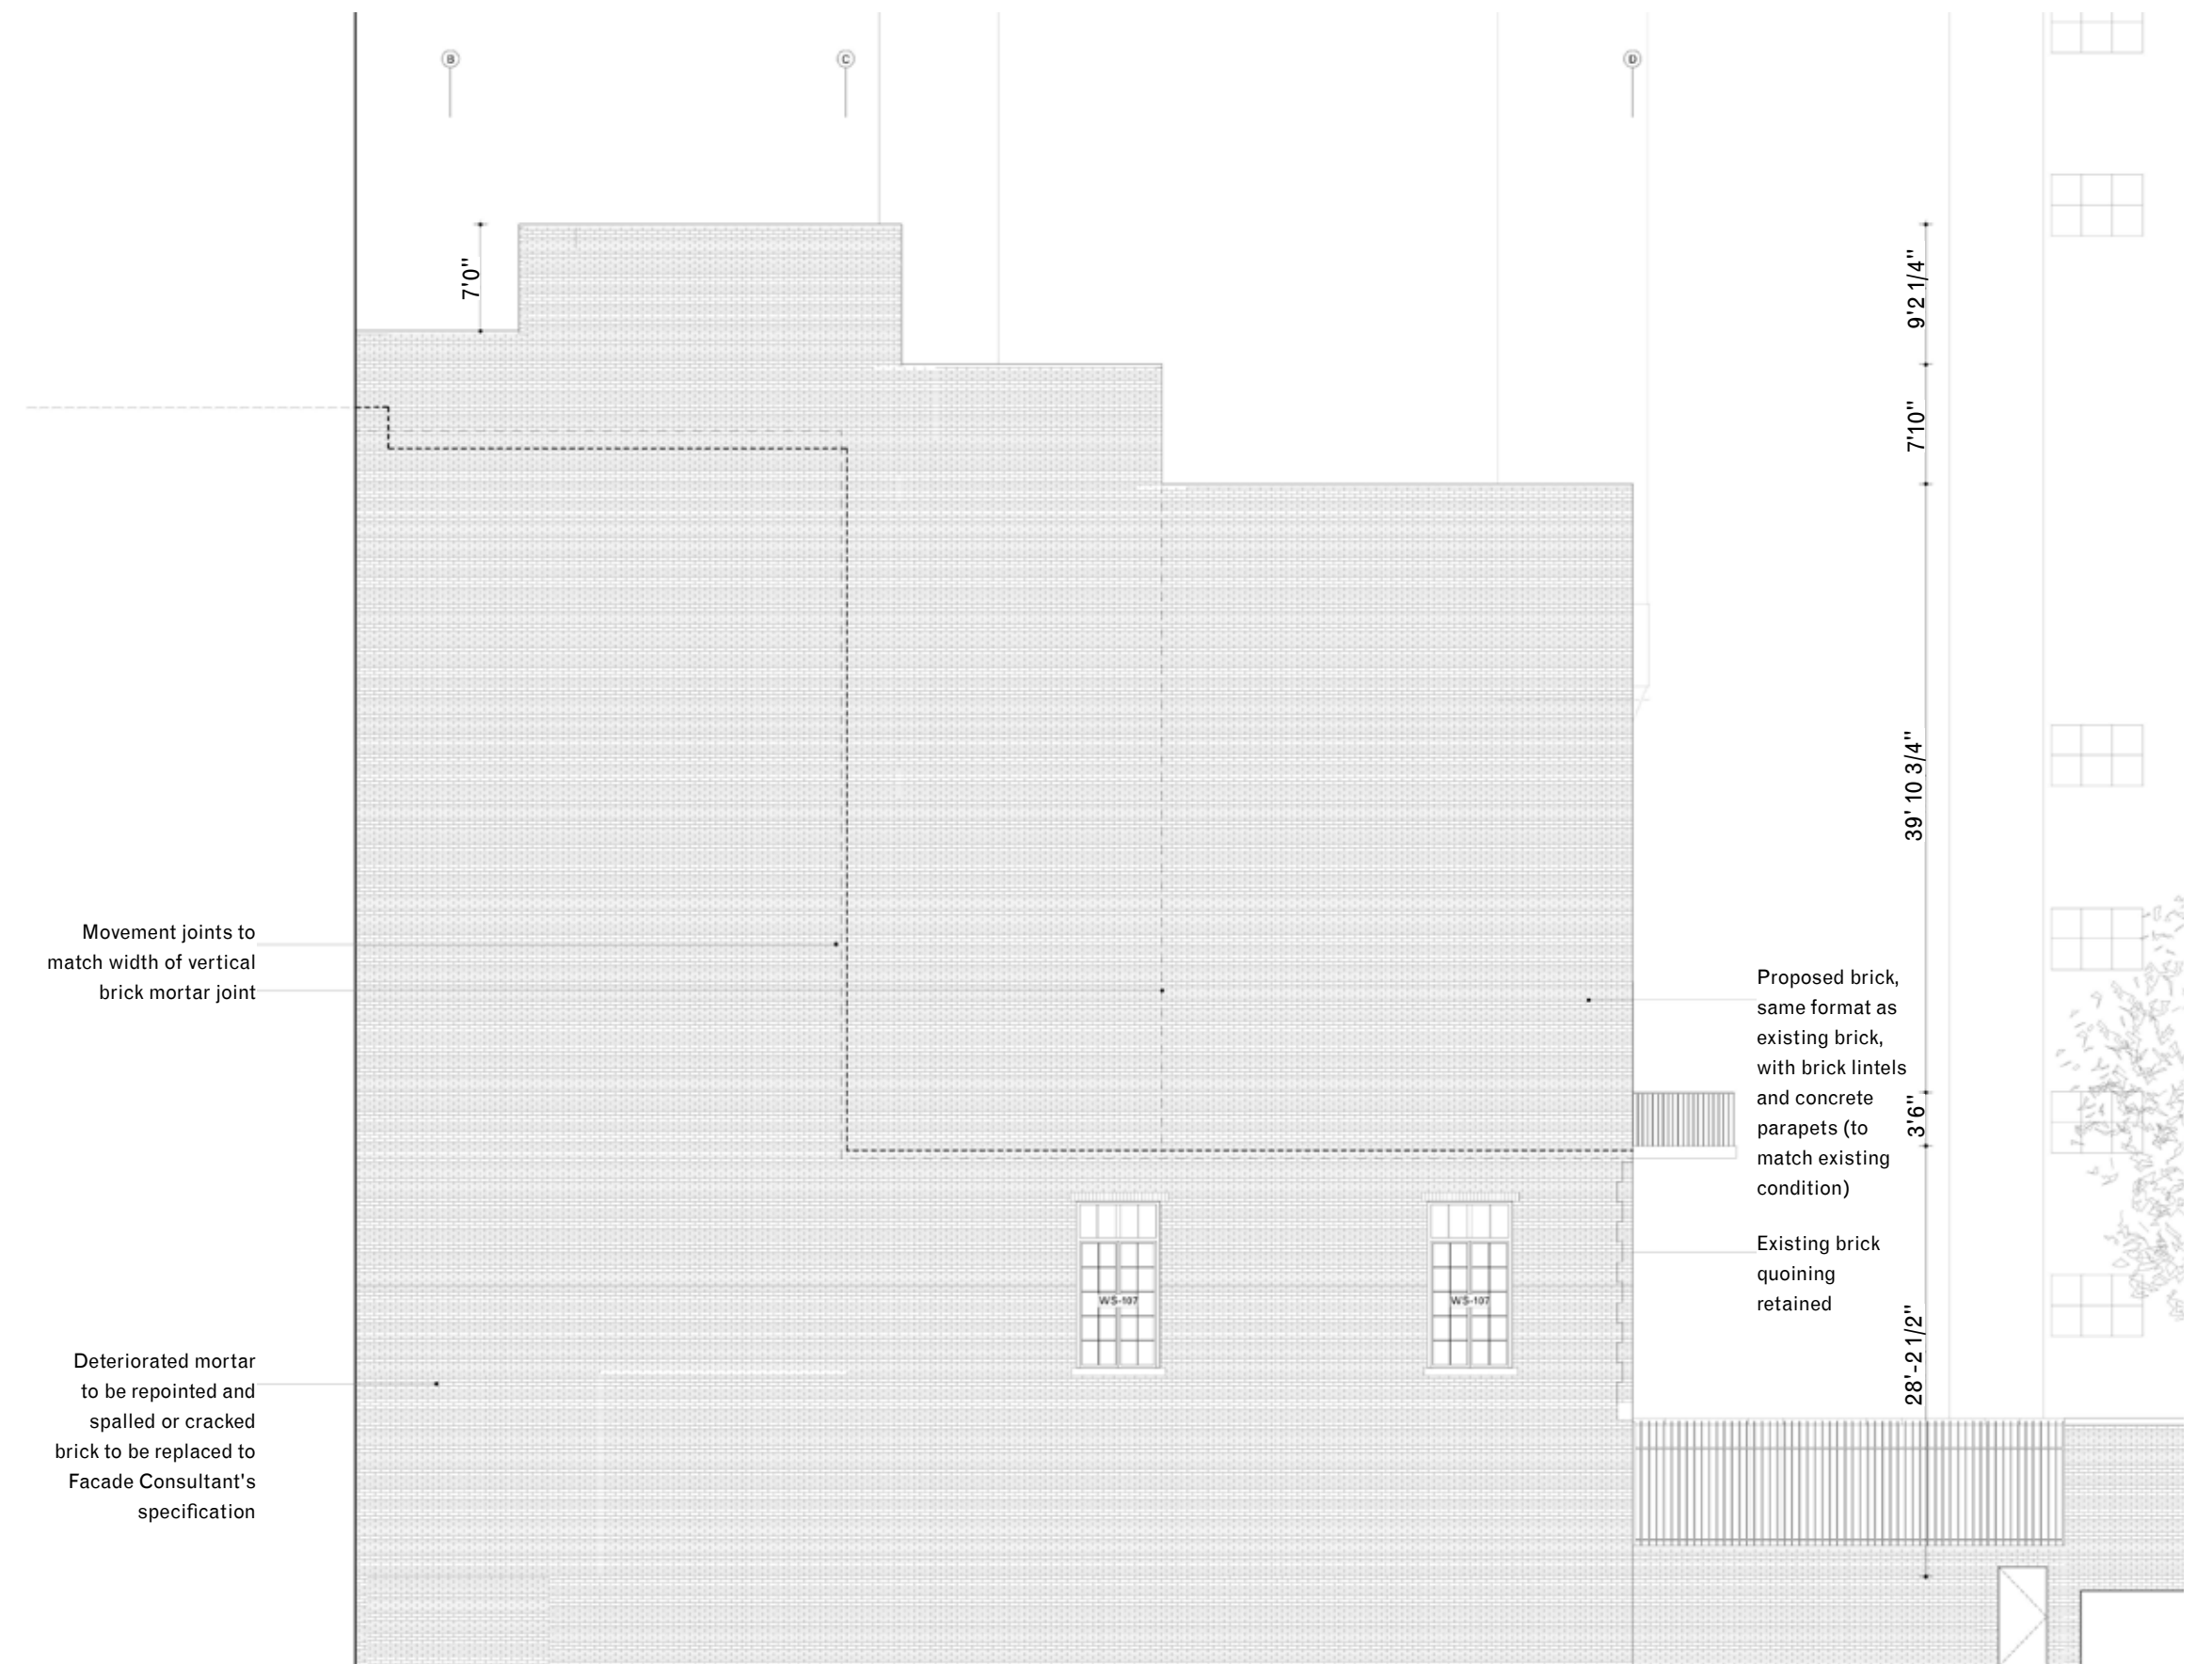 B
C
D
7'0"
9'2 1/4"
7'10"
39' 10 3/4"
Movement joints to
match width of vertical
brick mortar joint
Proposed brick,
same format as
existing brick,
with brick lintels
and concrete
parapets (to
match existing
condition)
3'6"
Existing brick
quoining
retained
WS-107
WS-107
28'-2 1/2"
Deteriorated mortar
to be repointed and
spalled or cracked
brick to be replaced to
Facade Consultant's
specification